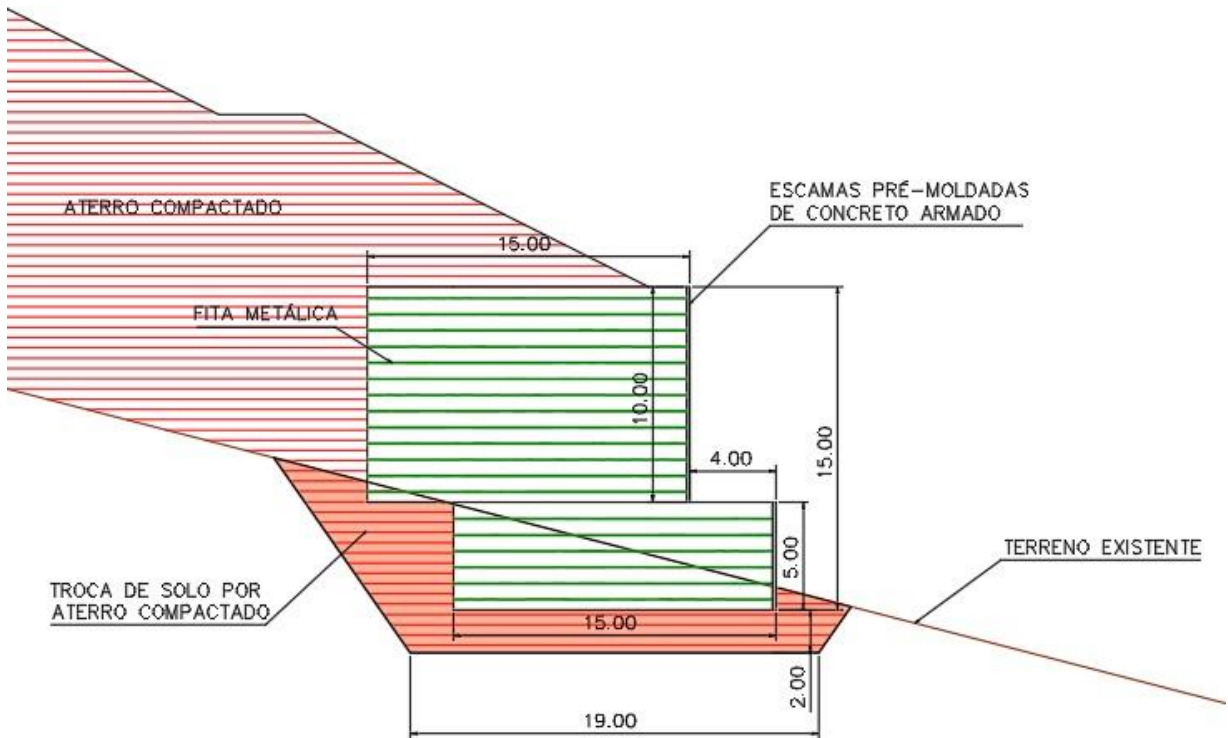 ESCAMAS PRÉ-MOLDADAS
DE CONCRETO ARMADO
ATERRO COMPACTADO
15.00
FITA METÁLICA
10.00
4.00
15.00
5.00
TERRENO EXISTENTE
TROCA DE SOLO POR
ATERRO COMPACTADO
15.00
2.00
19.00